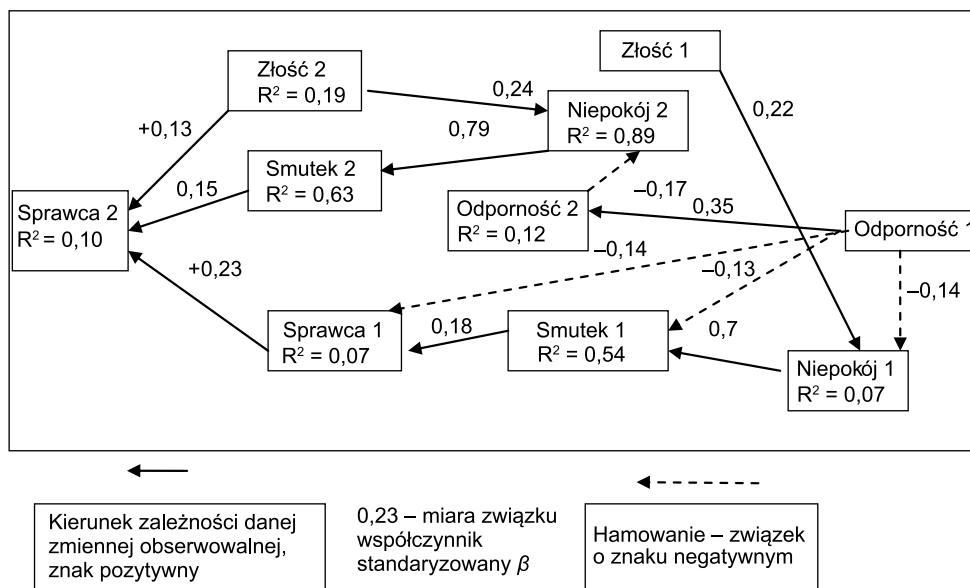 Złość 2
R² = 0,19
Złość 1
0,24
Niepokój 2
R² = 0,89
0,22
+0,13
0,79
Smutek 2
R² = 0,63
0,15
Sprawca 2
R² = 0,10
Odporność 2
R² = 0,12
–0,17
0,35
Odporność 1
–0,14
–0,13
–0,14
+0,23
Sprawca 1
R² = 0,07
0,18
Smutek 1
R² = 0,54
0,7
Niepokój 1
R² = 0,07
Kierunek zależności danej
zmiennej obserwowalnej,
znak pozytywny
0,23 – miara związku
współczynnik
standaryzowany β
Hamowanie – związek
o znaku negatywnym